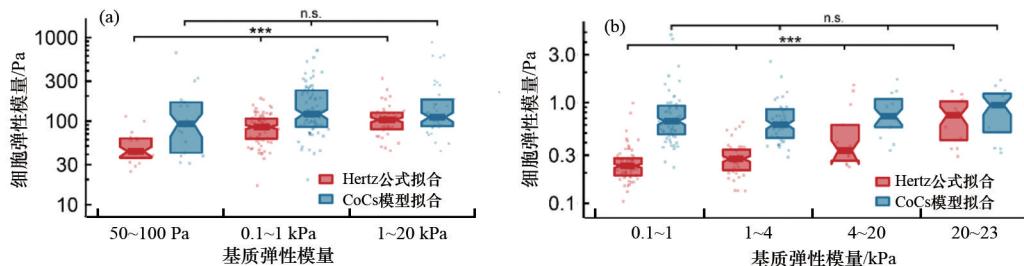 (a)
n.s.
***
细胞弹性模量/Pa
1000
300
100
30
10
Hertz公式拟合
CoCs模型拟合
50~100 Pa
0.1~1 kPa
1~20 kPa
基质弹性模量
(b)
n.s.
***
细胞弹性模量/Pa
3.0
1.0
0.3
0.1
Hertz公式拟合
CoCs模型拟合
0.1~1
1~4
4~20
20~23
基质弹性模量/kPa